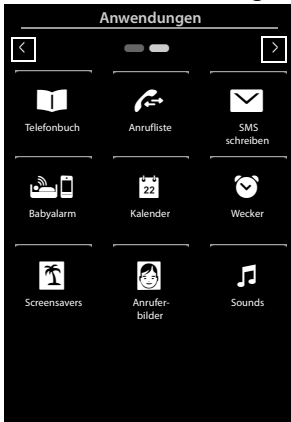 Anwendungen
Telefonbuch
Anrufliste
SMS
schreiben
Babyalarm
22
Kalender
Wecker
Screensavers
Anrufer-
bilder
Sounds